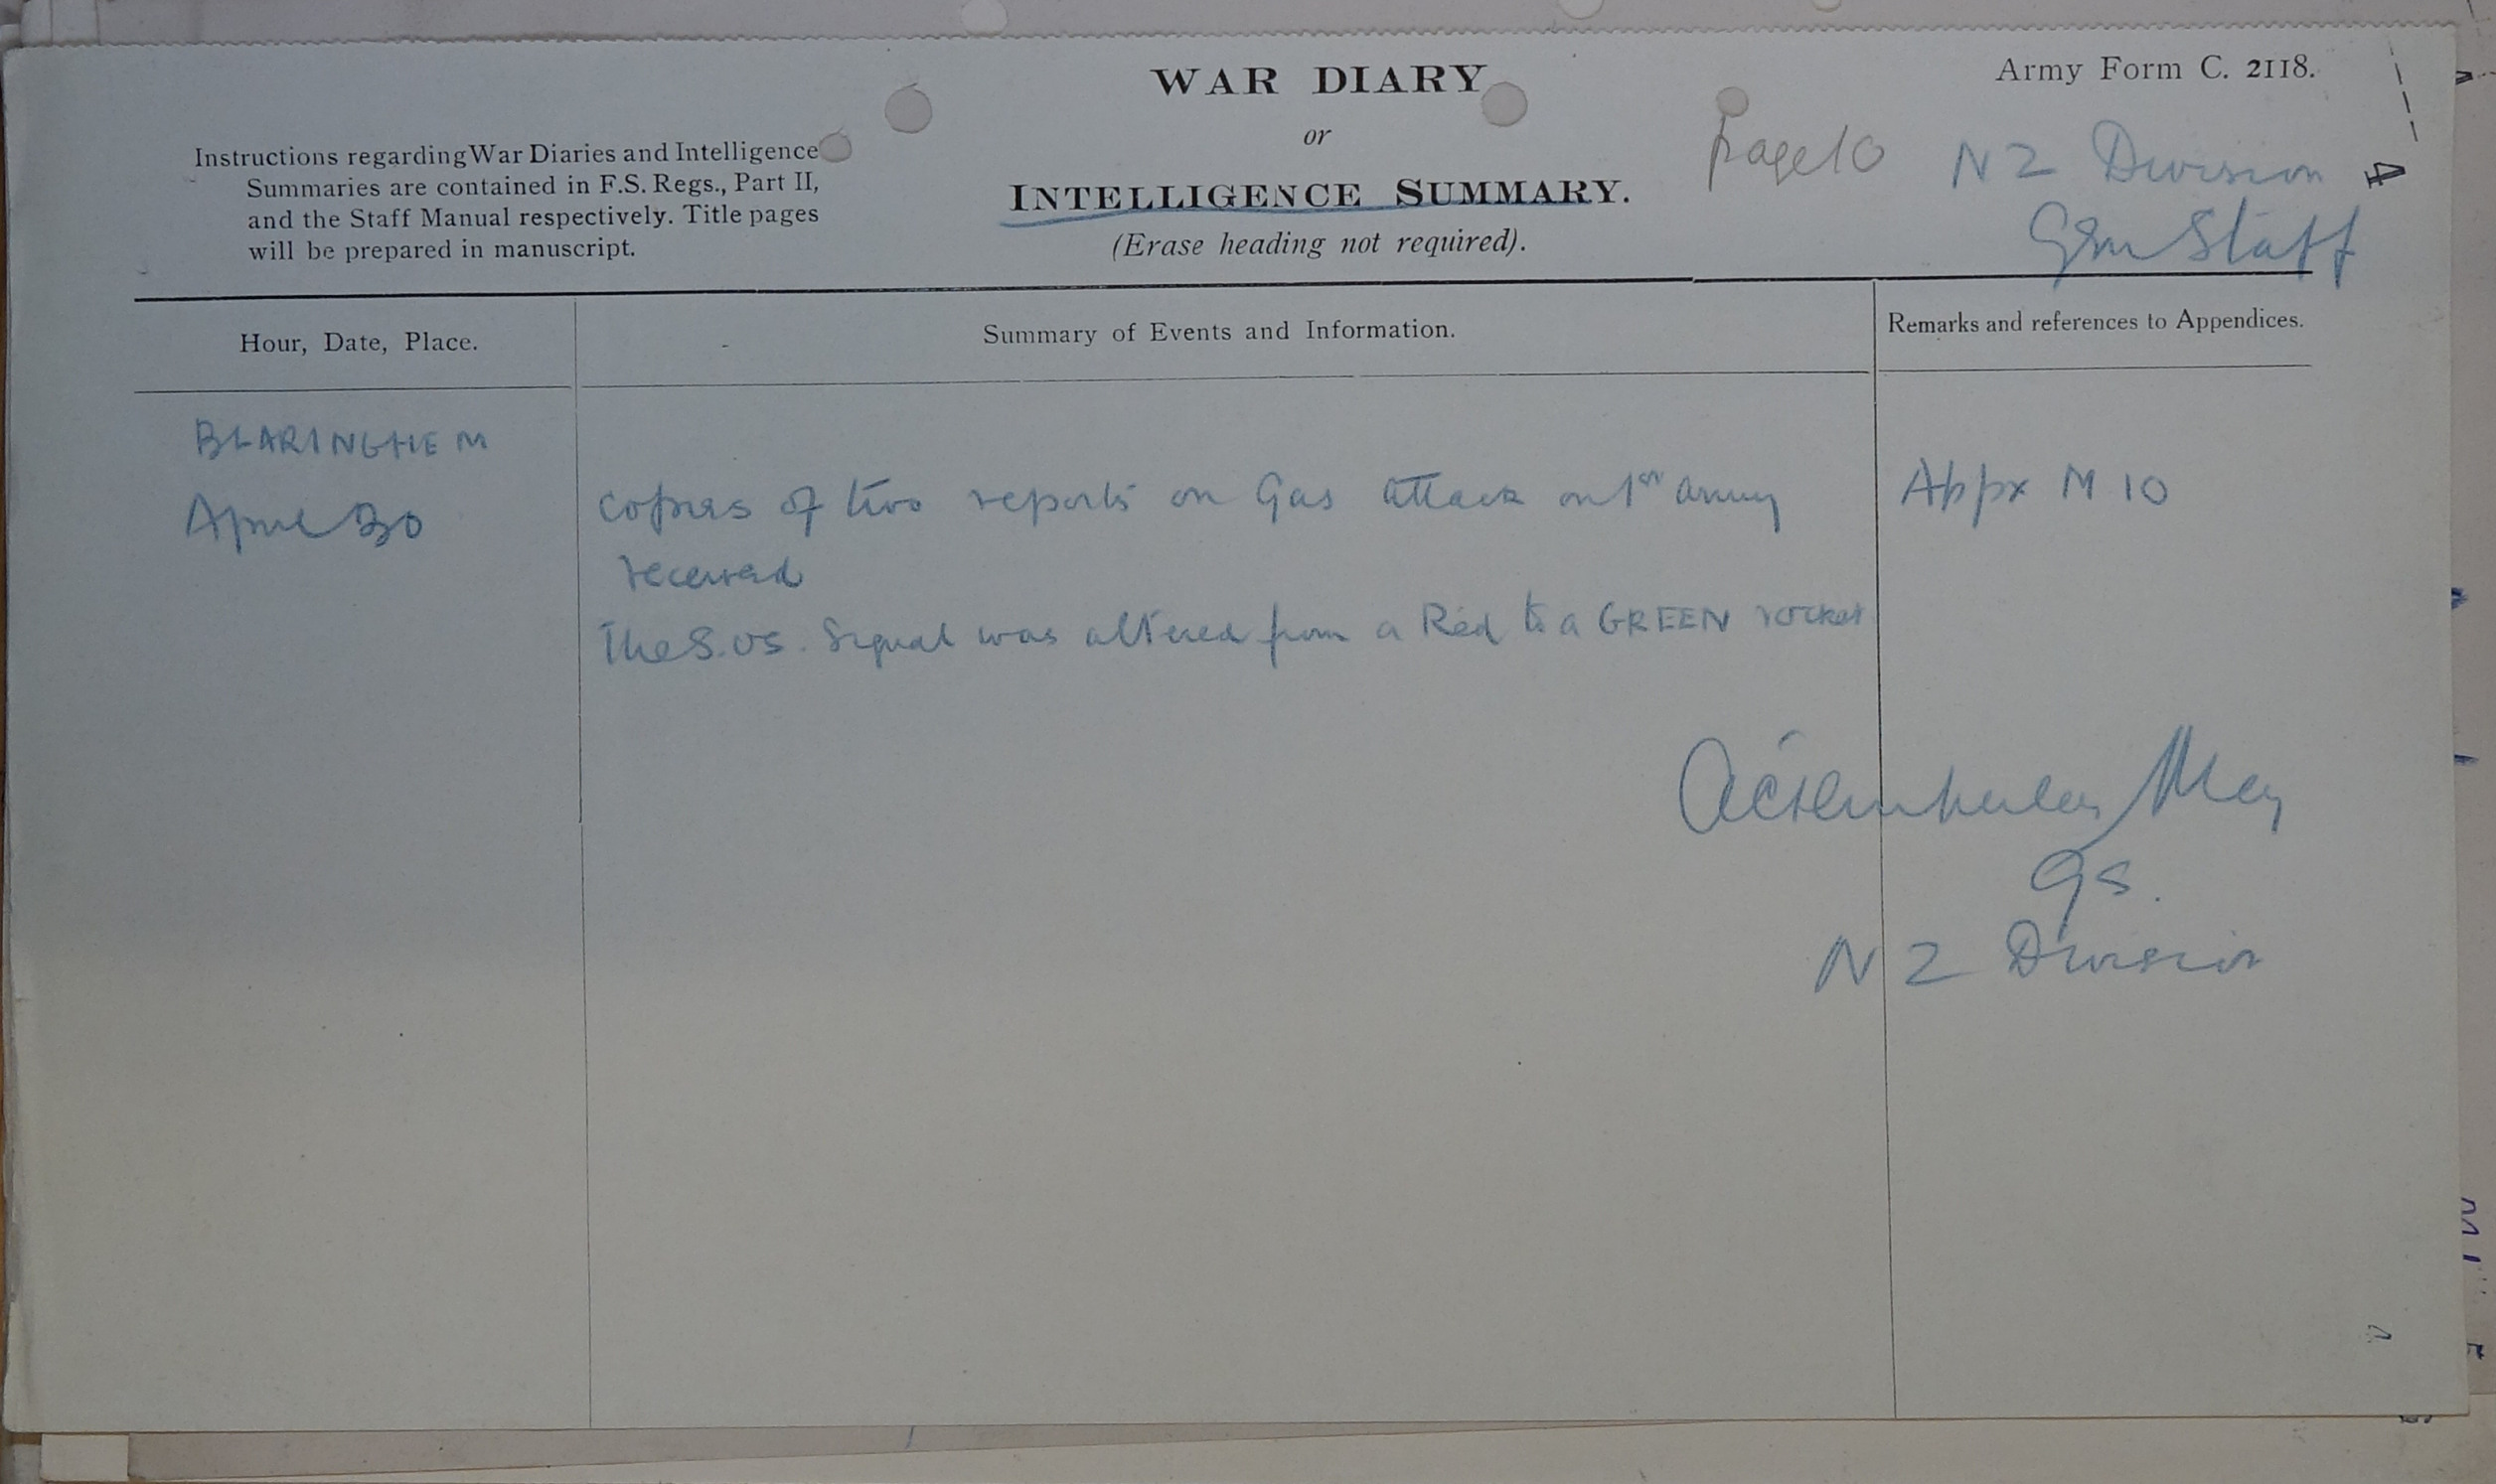 WAR DIARY
or
INTELLIGENCE SUMMARY.
(Erase heading not required).
Army Form C. 2118.
Instructions regarding War Diaries and Intelligence
Summaries are contained in F.S. Regs., Part II,
and the Staff Manual respectively. Title pages
will be prepared in manuscript.
page 10
N Z Division
Gen Staff
Hour, Date, Place.
Summary of Events and Information.
Remarks and references to Appendices.
BLARINGHEM
April 30
Copies of two reports on Gas attack on 1st Army
received
Appx M 10
The S.OS. Signal was altered from a Red to a GREEN rocket
GS.
N Z Division